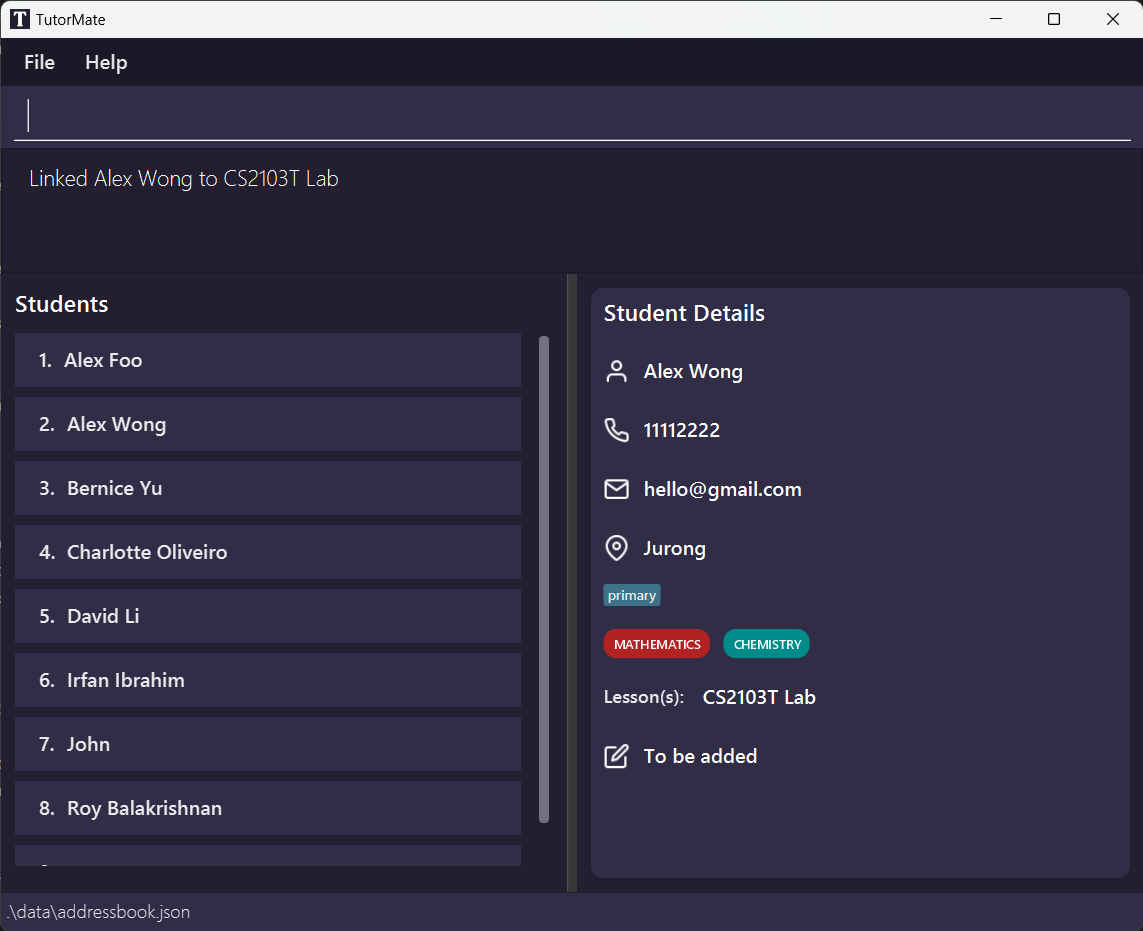 T TutorMate
File Help
Linked Alex Wong to CS2103T Lab
Students
1. Alex Foo
2. Alex Wong
3. Bernice Yu
4. Charlotte Oliveiro
5. David Li
6. Irfan Ibrahim
7. John
8. Roy Balakrishnan
Student Details
Alex Wong
11112222
hello@gmail.com
Jurong
primary
MATHEMATICS CHEMISTRY
Lesson(s): CS2103T Lab
To be added
.\data\addressbook.json